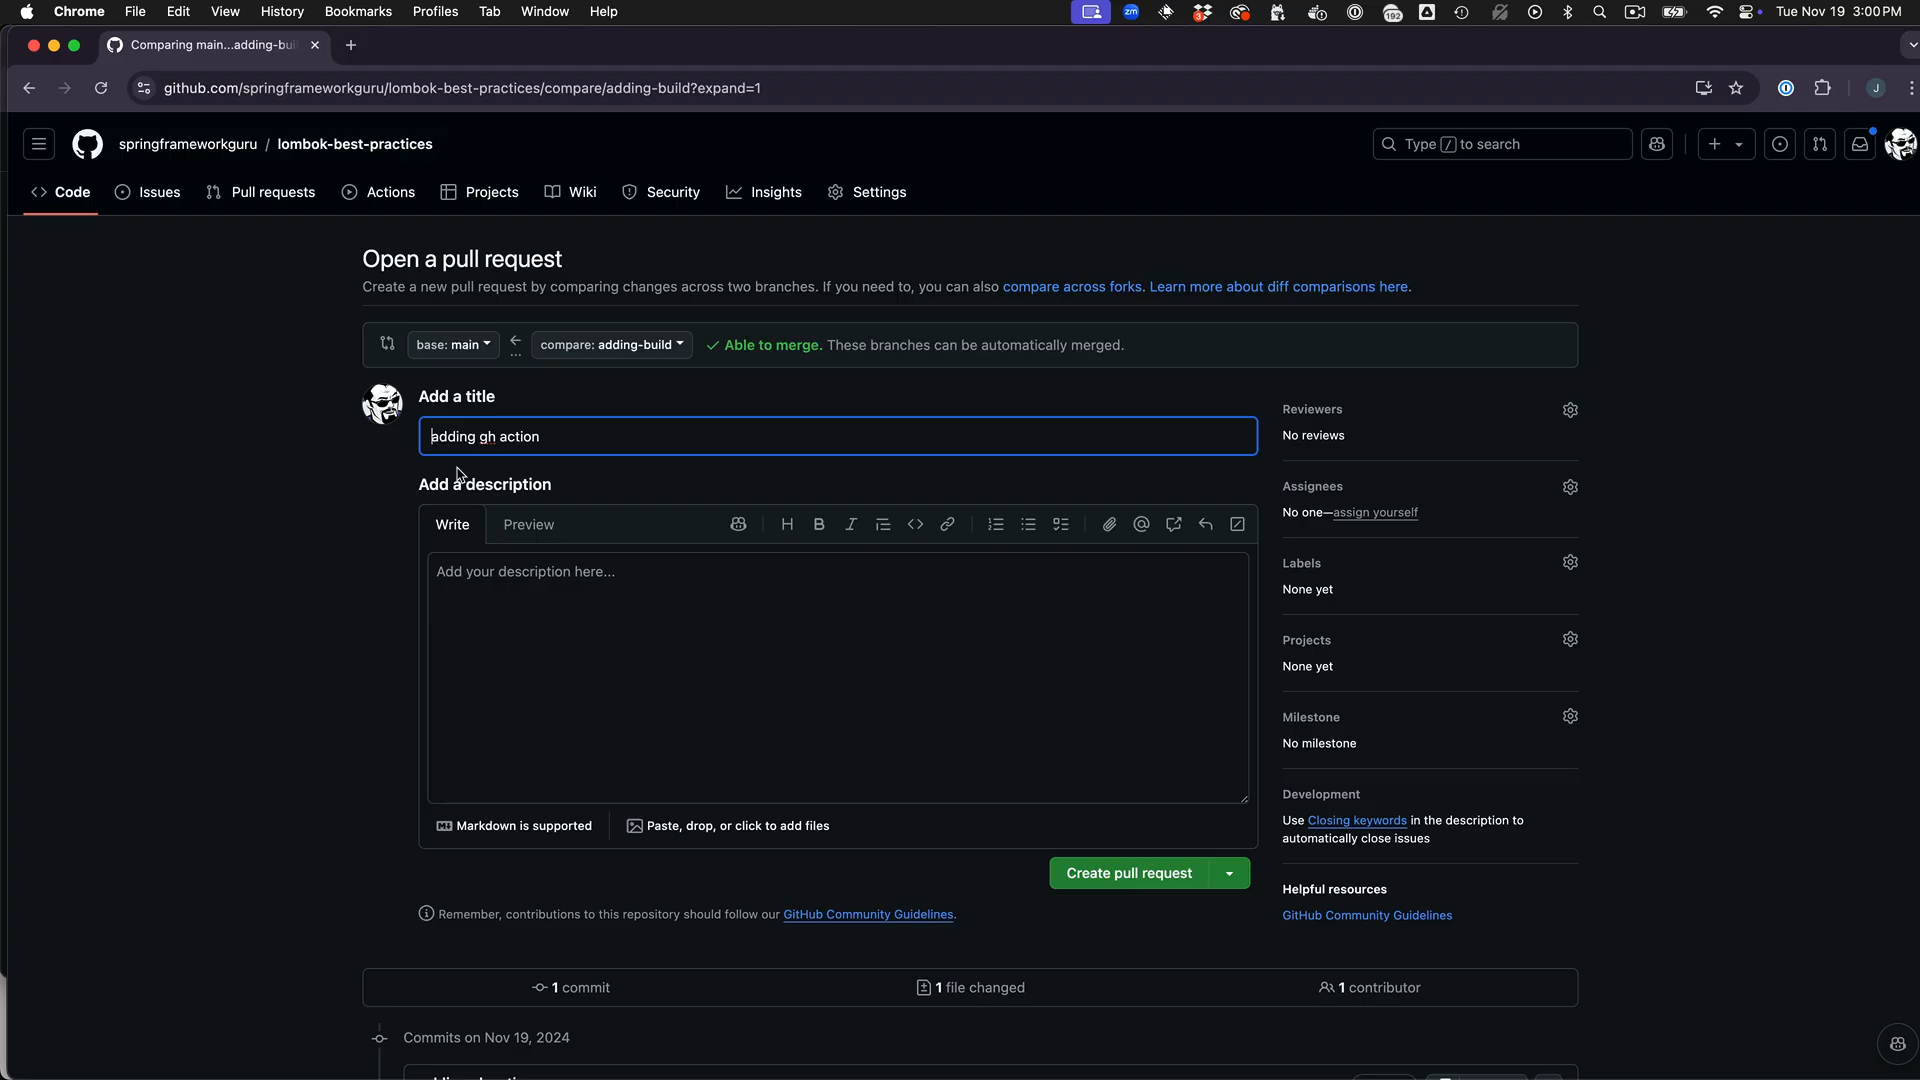 Chrome File Edit View History Bookmarks Profiles Tab Window Help
zm 3 192 Tue Nov 19 3:00 PM
Comparing main...adding-bui
github.com/springframeworkguru/lombok-best-practices/compare/adding-build?expand=1
J
springframeworkguru / lombok-best-practices
Type / to search
Code Issues Pull requests Actions Projects Wiki Security Insights Settings
Open a pull request
Create a new pull request by comparing changes across two branches. If you need to, you can also compare across forks. Learn more about diff comparisons here.
base: main ... compare: adding-build Able to merge. These branches can be automatically merged.
Add a title
adding gh action
Add a description
Write Preview
Add your description here...
Markdown is supported Paste, drop, or click to add files
Create pull request
Remember, contributions to this repository should follow our GitHub Community Guidelines.
Reviewers
No reviews
Assignees
No one—assign yourself
Labels
None yet
Projects
None yet
Milestone
No milestone
Development
Use Closing keywords in the description to
automatically close issues
Helpful resources
GitHub Community Guidelines
1 commit 1 file changed 1 contributor
Commits on Nov 19, 2024